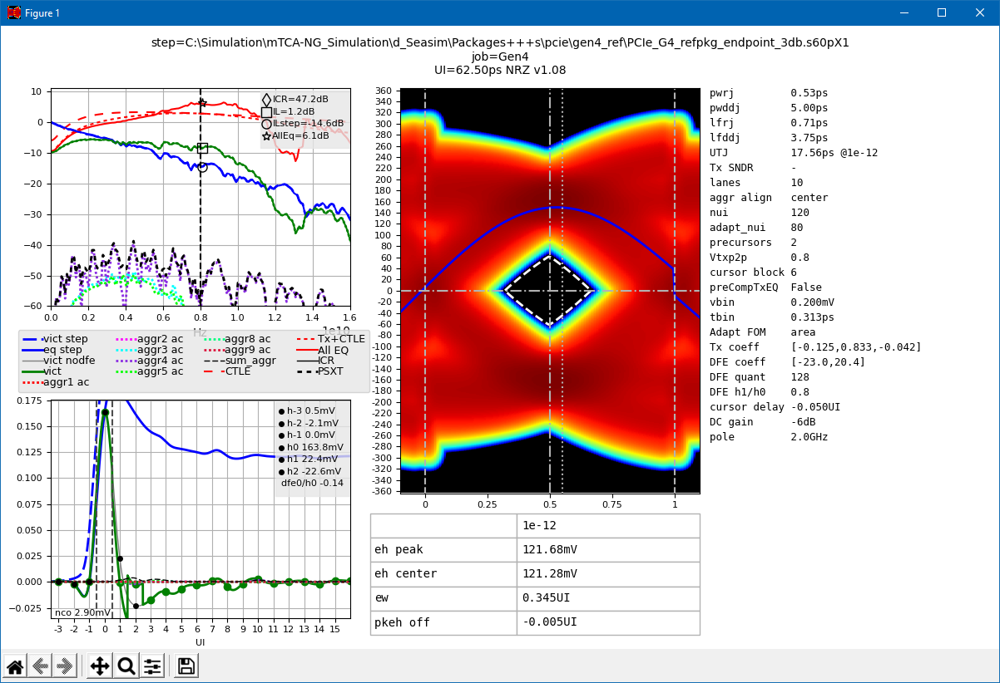 Figure 1
step=C:\Simulation\mTCA-NG_Simulation\d_Seasim\Packages+++s\pcie\gen4_ref\PCIe_G4_refpkg_endpoint_3db.s60pX1
job=Gen4
UI=62.50ps NRZ v1.08
10
0
−10
−20
−30
−40
−50
−60
0.0 0.2 0.4 0.6 0.8 1.0 1.2 1.4 1.6
Hz
1e10
ICR=47.2dB
IL=1.2dB
ILstep=-14.6dB
AllEq=6.1dB
vict step aggr2 ac aggr8 ac Tx+CTLE
eq step aggr3 ac aggr9 ac All EQ
vict nodfe aggr4 ac sum_aggr ICR
vict aggr5 ac CTLE PSXT
aggr1 ac
0.175
0.150
0.125
0.100
0.075
0.050
0.025
0.000
−0.025
h-3 0.5mV
h-2 -2.1mV
h-1 0.0mV
h0 163.8mV
h1 22.4mV
h2 -22.6mV
dfe0/h0 -0.14
nco 2.90mV
-3 -2 -1 0 1 2 3 4 5 6 7 8 9 10 11 12 13 14 15
UI
360
340
320
300
280
260
240
220
200
180
160
140
120
100
80
60
40
20
0
-20
-40
-60
-80
-100
-120
-140
-160
-180
-200
-220
-240
-260
-280
-300
-320
-340
-360
0 0.25 0.5 0.75 1
1e-12
eh peak 121.68mV
eh center 121.28mV
ew 0.345UI
pkeh off -0.005UI
pwrj 0.53ps
pwddj 5.00ps
lfrj 0.71ps
lfddj 3.75ps
UTJ 17.56ps @1e-12
Tx SNDR -
lanes 10
aggr align center
nui 120
adapt_nui 80
precursors 2
Vtxp2p 0.8
cursor block 6
preCompTxEQ False
vbin 0.200mV
tbin 0.313ps
Adapt FOM area
Tx coeff [-0.125,0.833,-0.042]
DFE coeff [-23.0,20.4]
DFE quant 128
DFE h1/h0 0.8
cursor delay -0.050UI
DC gain -6dB
pole 2.0GHz